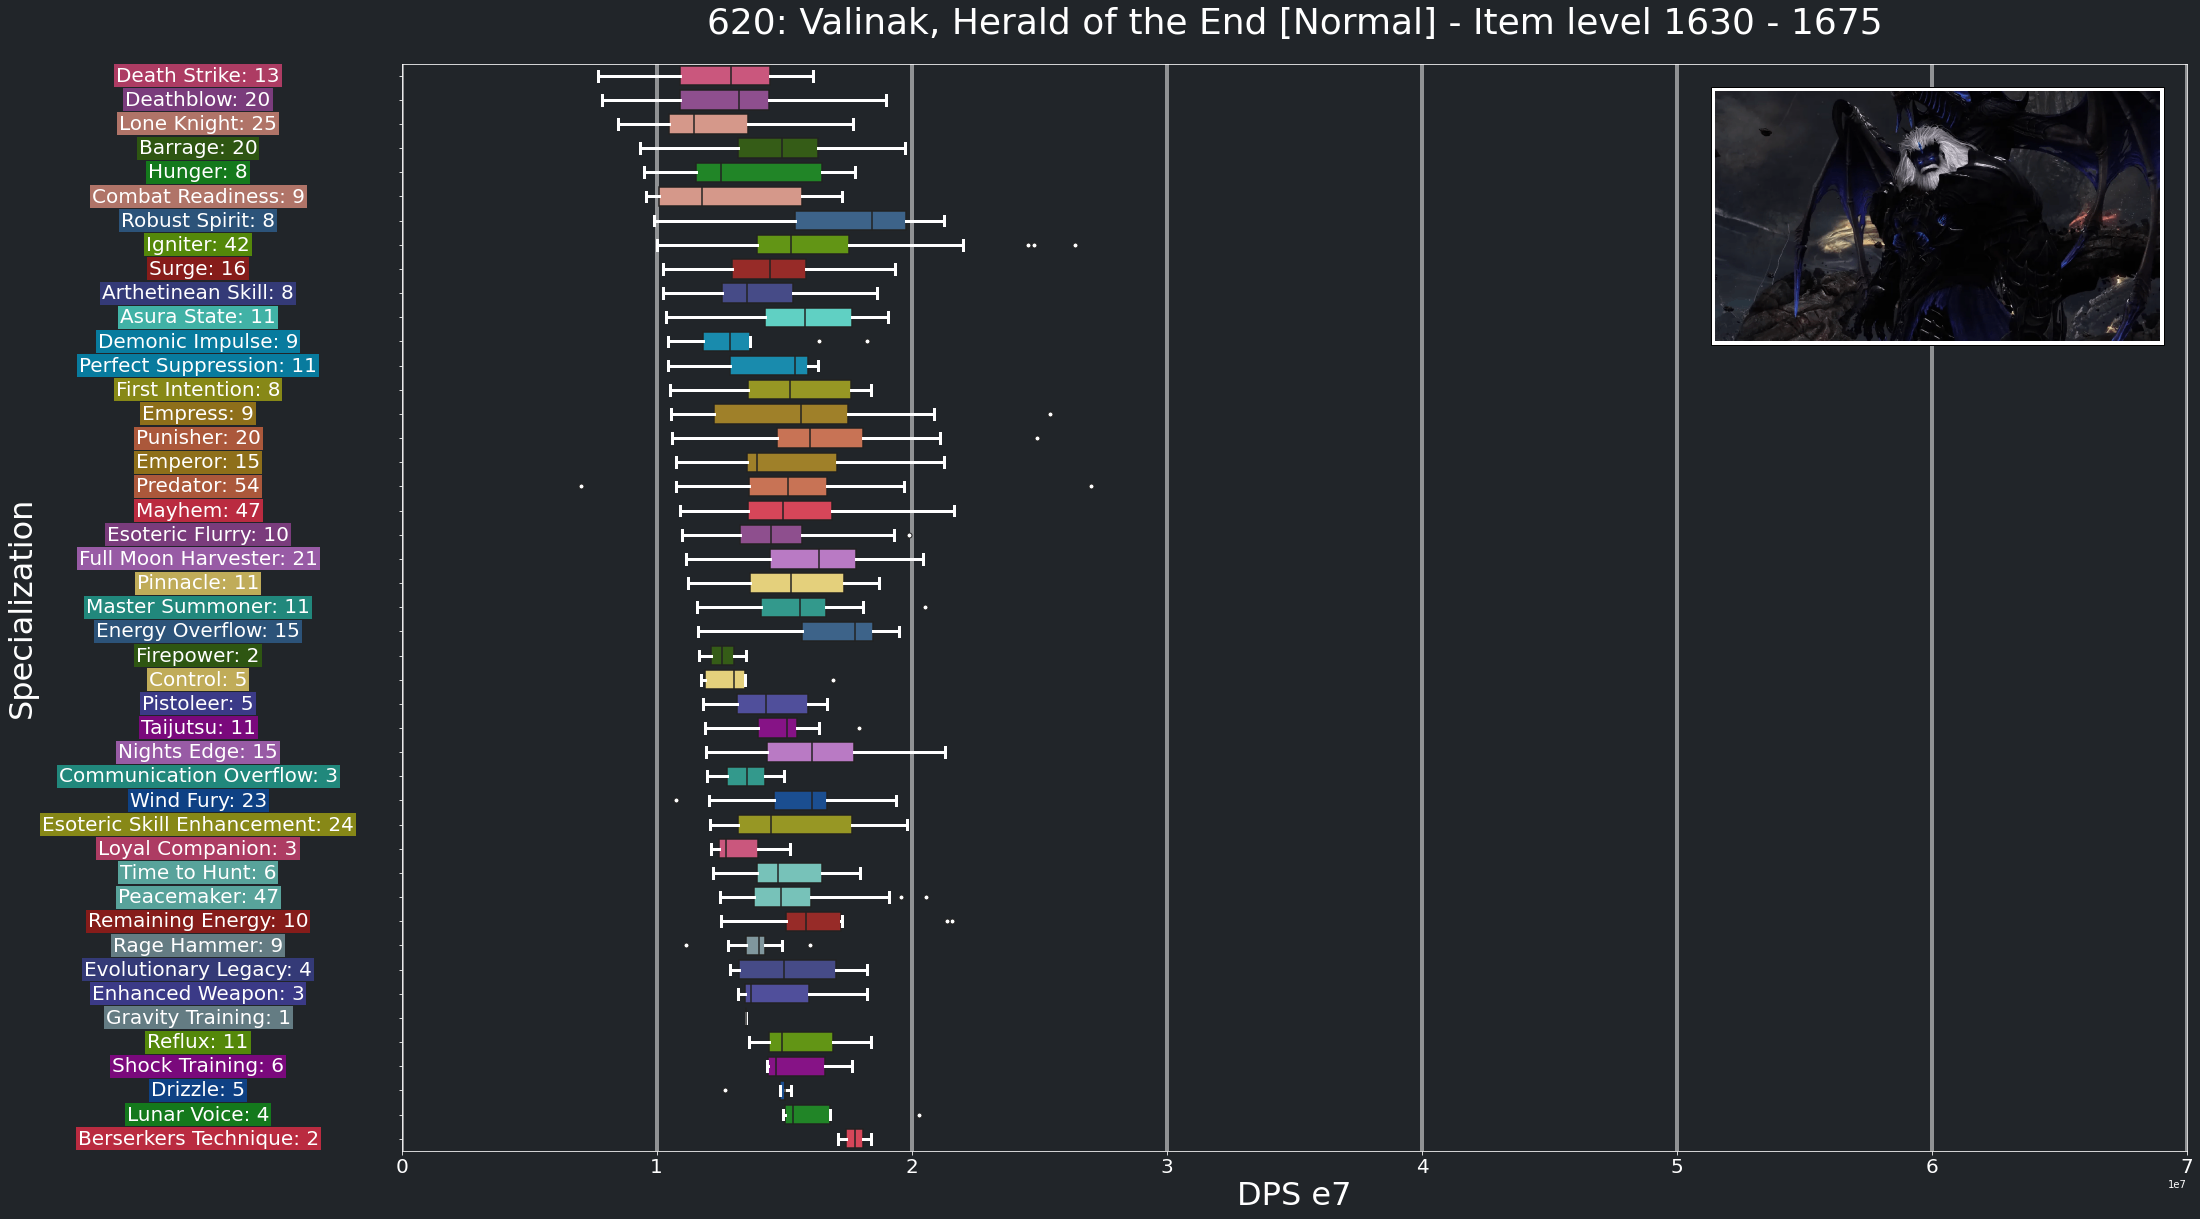 620: Valinak, Herald of the End [Normal] - Item level 1630 - 1675
Death Strike: 13
Deathblow: 20
Lone Knight: 25
Barrage: 20
Hunger: 8
Combat Readiness: 9
Robust Spirit: 8
Igniter: 42
Surge: 16
Arthetinean Skill: 8
Asura State: 11
Demonic Impulse: 9
Perfect Suppression: 11
First Intention: 8
Empress: 9
Punisher: 20
Emperor: 15
Predator: 54
Mayhem: 47
Esoteric Flurry: 10
Full Moon Harvester: 21
Pinnacle: 11
Master Summoner: 11
Energy Overflow: 15
Firepower: 2
Control: 5
Pistoleer: 5
Taijutsu: 11
Nights Edge: 15
Communication Overflow: 3
Wind Fury: 23
Esoteric Skill Enhancement: 24
Loyal Companion: 3
Time to Hunt: 6
Peacemaker: 47
Remaining Energy: 10
Rage Hammer: 9
Evolutionary Legacy: 4
Enhanced Weapon: 3
Gravity Training: 1
Reflux: 11
Shock Training: 6
Drizzle: 5
Lunar Voice: 4
Berserkers Technique: 2
Specialization
0 1 2 3 4 5 6 7
1e7
DPS e7